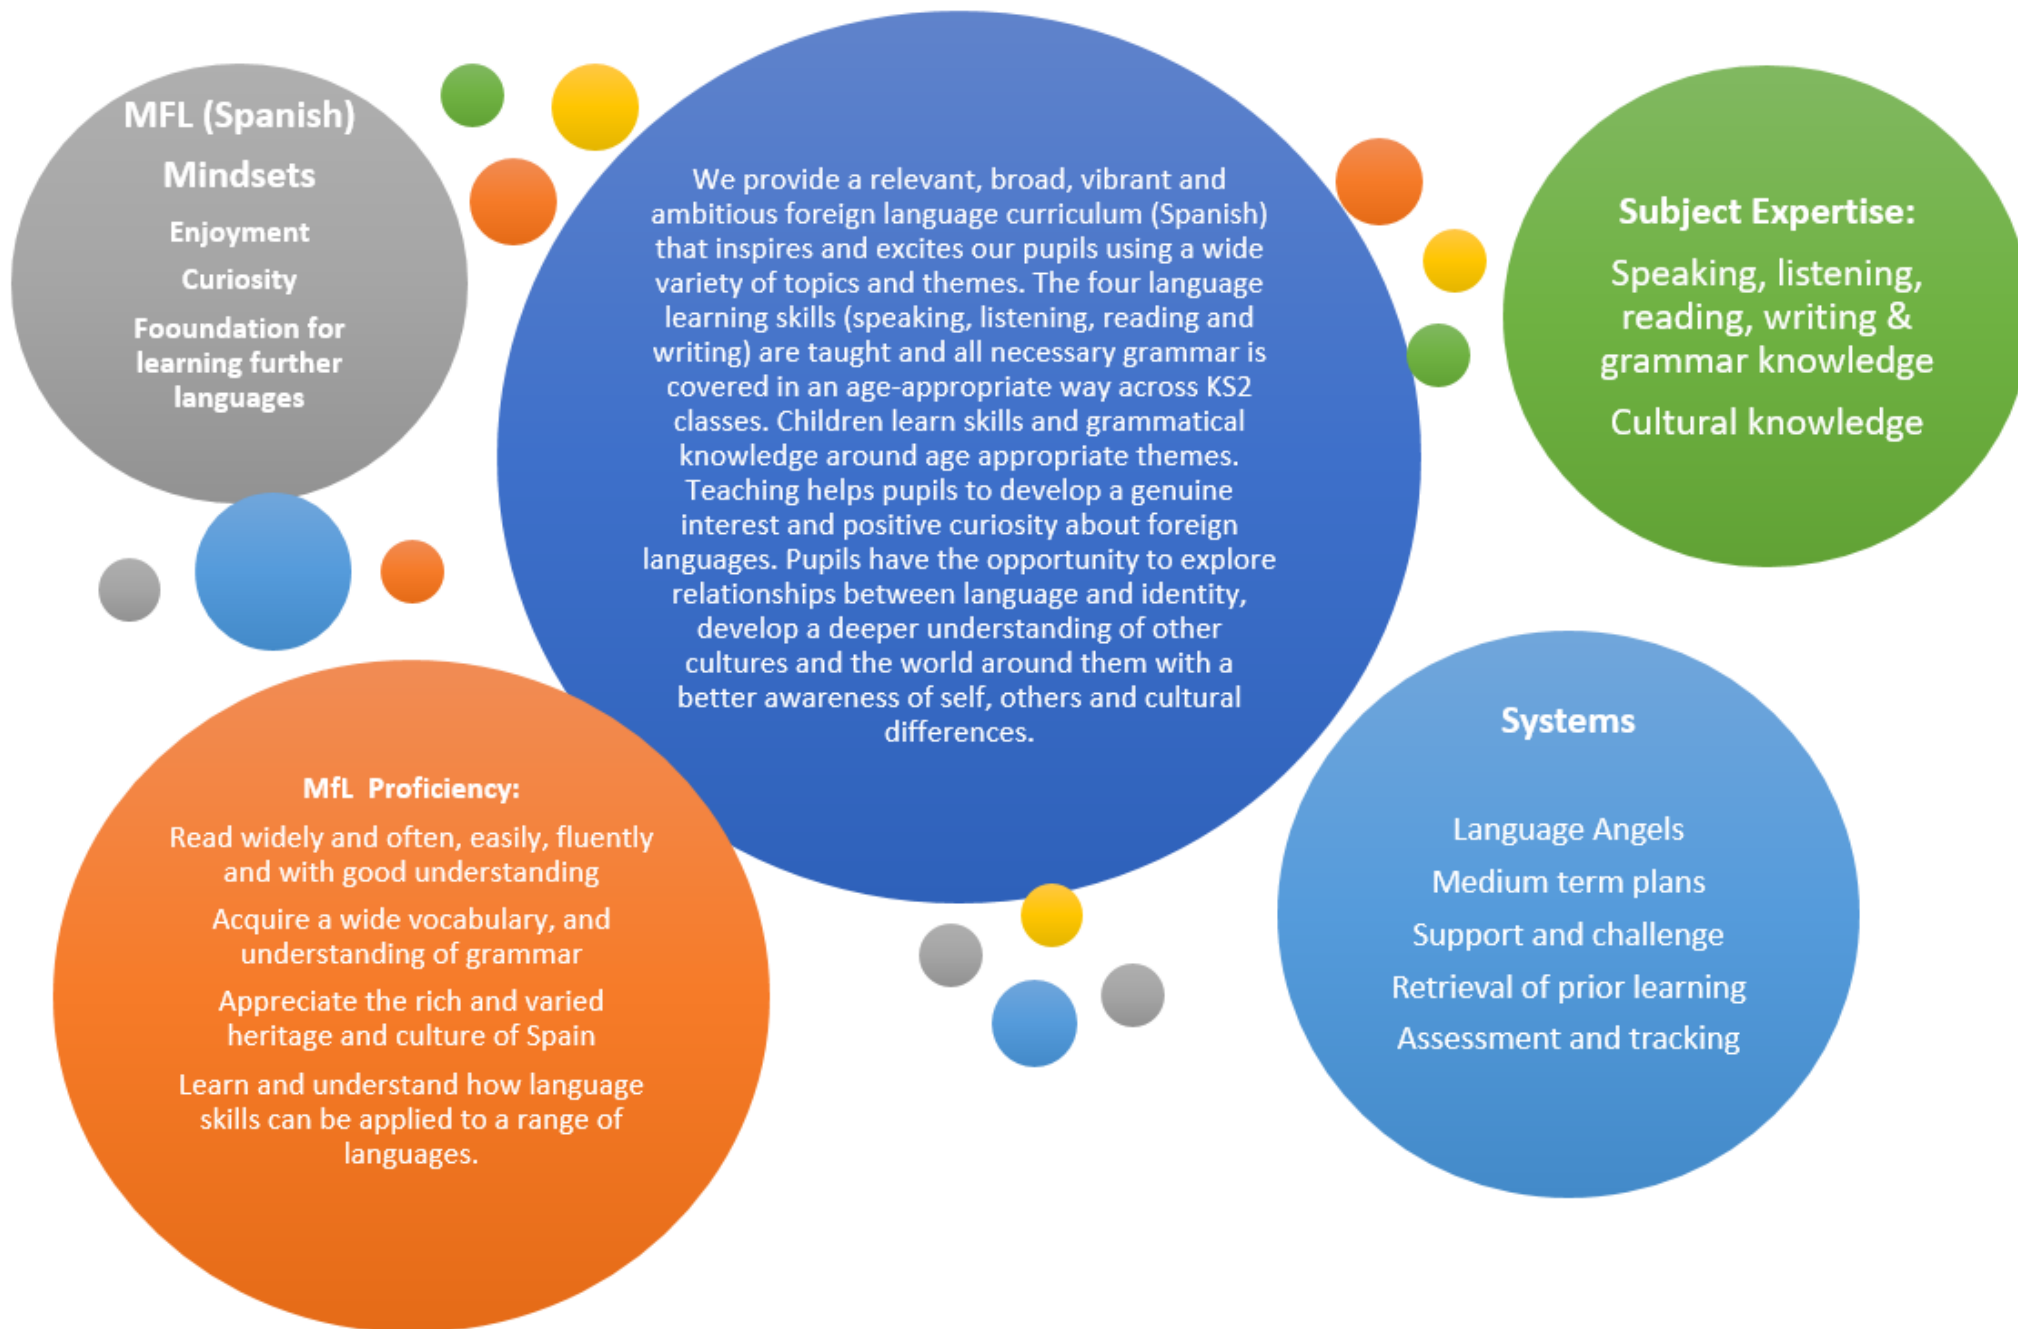 MFL (Spanish)
Mindsets
Enjoyment
Curiosity
Fooundation for
learning further
languages
We provide a relevant, broad, vibrant and
ambitious foreign language curriculum (Spanish)
that inspires and excites our pupils using a wide
variety of topics and themes. The four language
learning skills (speaking, listening, reading and
writing) are taught and all necessary grammar is
covered in an age-appropriate way across KS2
classes. Children learn skills and grammatical
knowledge around age appropriate themes.
Teaching helps pupils to develop a genuine
interest and positive curiosity about foreign
languages. Pupils have the opportunity to explore
relationships between language and identity,
develop a deeper understanding of other
cultures and the world around them with a
better awareness of self, others and cultural
differences.
Subject Expertise:
Speaking, listening,
reading, writing &
grammar knowledge
Cultural knowledge
MfL  Proficiency:
Read widely and often, easily, fluently
and with good understanding
Acquire a wide vocabulary, and
understanding of grammar
Appreciate the rich and varied
heritage and culture of Spain
Learn and understand how language
skills can be applied to a range of
languages.
Systems
Language Angels
Medium term plans
Support and challenge
Retrieval of prior learning
Assessment and tracking